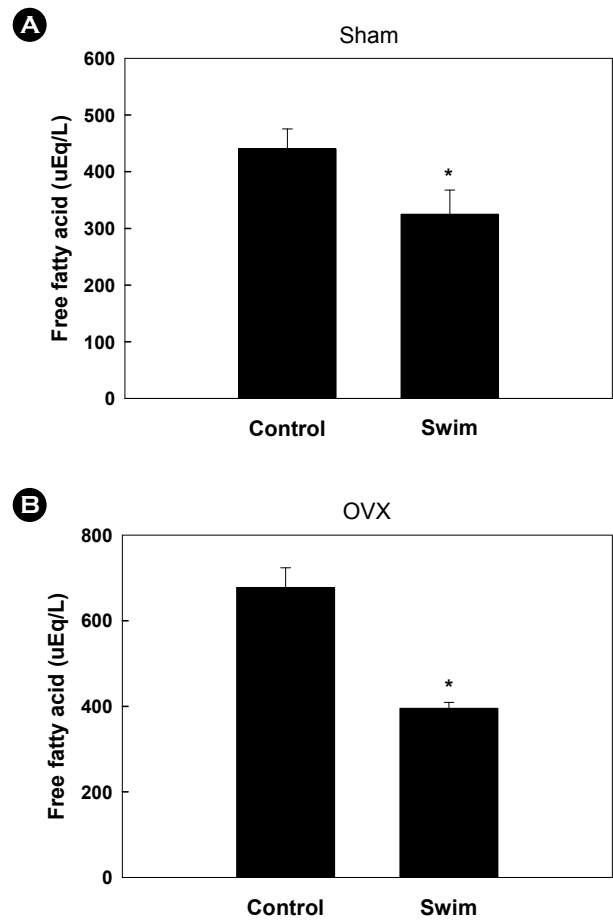 A
Sham
Free fatty acid (uEq/L)
600
500
400
300
200
100
0
*
Control
Swim
B
OVX
Free fatty acid (uEq/L)
800
600
400
200
0
*
Control
Swim